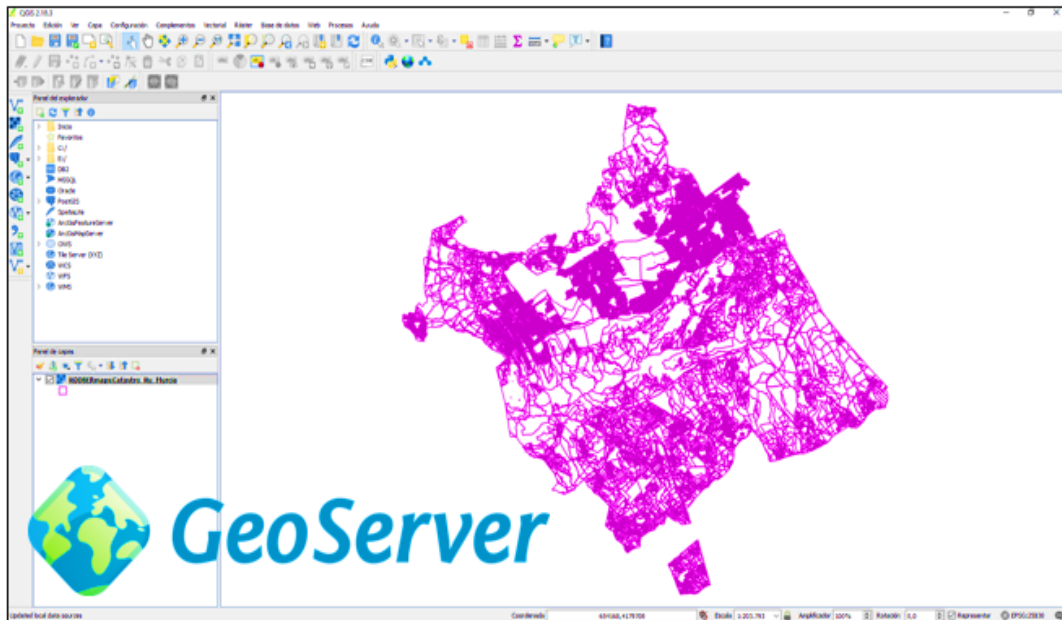 QGIS 2.18.3
Proyecto Edición Ver Capa Configuración Complementos Vectorial Ráster Base de datos Web Procesos Ayuda
Panel del explorador
Inicio
Favoritos
C:/
E:/
DB2
MSSQL
Oracle
PostGIS
SpatiaLite
ArcGisFeatureServer
ArcGisMapServer
OWS
Tile Server (XYZ)
WCS
WFS
WMS
Panel de capas
GeoServer
Updated local data sources
Coordenada
Escala
Amplificador 100%
Rotación 0,0
Representar
EPSG:25830